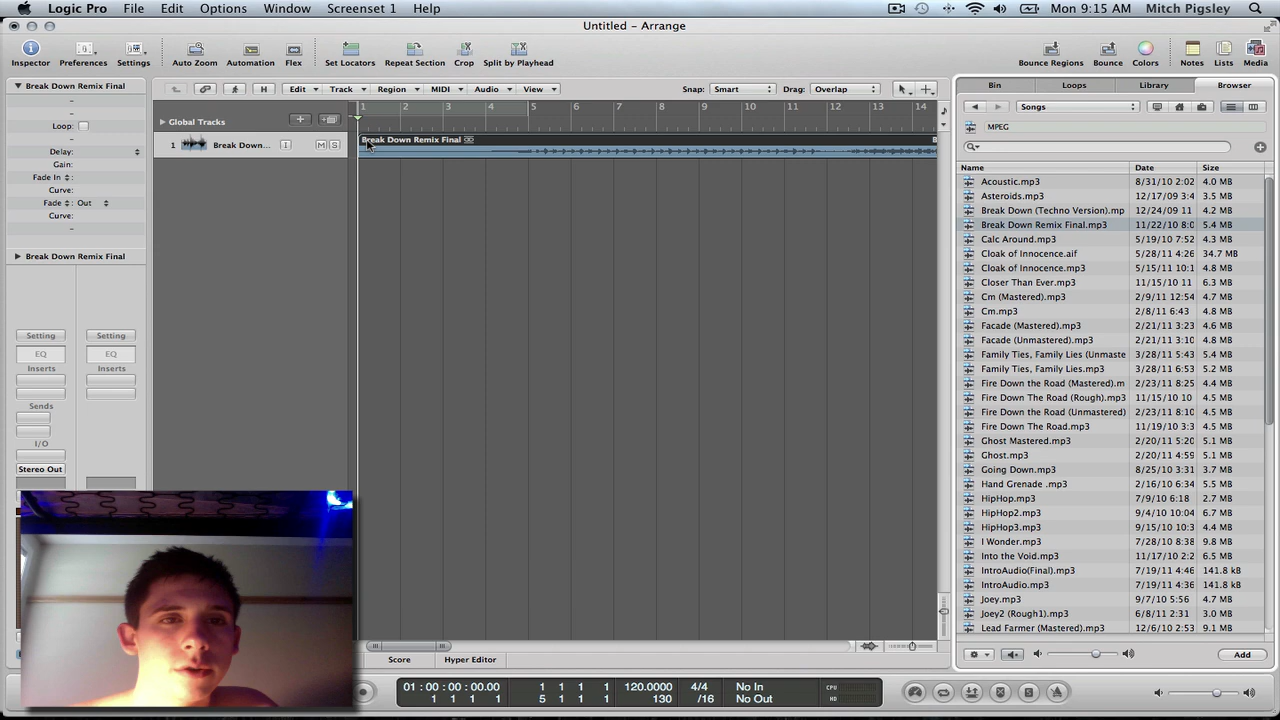 Logic Pro File Edit Options Window Screenset 1 Help Mon 9:15 AM Mitch Pigsley
Untitled – Arrange
Inspector Preferences Settings Auto Zoom Automation Flex Set Locators Repeat Section Crop Split by Playhead Bounce Regions Bounce Colors Notes Lists Media
Break Down Remix Final
H Edit Track Region MIDI Audio View Snap: Smart Drag: Overlap
Bin Loops Library Browser
–
–
Loop:
Delay:
Gain:
Fade In :
Curve:
Fade : Out
Curve:
–
Break Down Remix Final
Setting Setting
EQ EQ
Inserts Inserts
Sends
I/O
Stereo Out
1 2 3 4 5 6 7 8 9 10 11 12 13 14
Global Tracks
1 Break Down... I M S
Break Down Remix Final
Songs
MPEG
Name Date Size
Acoustic.mp3 8/31/10 2:02 4.0 MB
Asteroids.mp3 12/17/09 3:4 3.5 MB
Break Down (Techno Version).mp 12/24/09 11 4.2 MB
Break Down Remix Final.mp3 11/22/10 8:0 5.4 MB
Calc Around.mp3 5/19/10 7:52 4.3 MB
Cloak of Innocence.aif 5/28/11 4:26 34.7 MB
Cloak of Innocence.mp3 5/15/11 10:1 4.8 MB
Closer Than Ever.mp3 11/15/10 11 6.3 MB
Cm (Mastered).mp3 2/9/11 12:54 4.7 MB
Cm.mp3 2/8/11 6:43 4.8 MB
Facade (Mastered).mp3 2/21/11 3:23 4.6 MB
Facade (Unmastered).mp3 2/21/11 3:10 4.8 MB
Family Ties, Family Lies (Unmaste 3/28/11 5:43 5.4 MB
Family Ties, Family Lies.mp3 3/28/11 6:53 5.2 MB
Fire Down the Road (Mastered).m 2/23/11 8:25 4.4 MB
Fire Down The Road (Rough).mp3 11/15/10 10 4.5 MB
Fire Down the Road (Unmastered) 2/23/11 8:10 4.5 MB
Fire Down The Road.mp3 11/19/10 3:3 4.5 MB
Ghost Mastered.mp3 2/20/11 5:20 5.1 MB
Ghost.mp3 2/20/11 4:59 5.1 MB
Going Down.mp3 8/25/10 3:31 3.7 MB
Hand Grenade .mp3 2/16/10 6:34 5.5 MB
HipHop.mp3 7/9/10 6:18 2.7 MB
HipHop2.mp3 9/4/10 10:04 6.7 MB
HipHop3.mp3 9/15/10 10:3 4.4 MB
I Wonder.mp3 7/28/10 8:38 9.8 MB
Into the Void.mp3 11/17/10 2:2 6.5 MB
IntroAudio(Final).mp3 7/19/11 4:46 141.8 kB
IntroAudio.mp3 7/19/11 4:36 141.8 kB
Joey.mp3 9/7/10 5:56 4.7 MB
Joey2 (Rough1).mp3 6/8/11 2:31 3.0 MB
Lead Farmer (Mastered).mp3 12/6/10 2:53 9.1 MB
Add
Score Hyper Editor
01:00:00:00.00 1 1 1 1 120.0000 4/4 No In CPU
1 1 1 1 5 1 1 1 130 /16 No Out HD